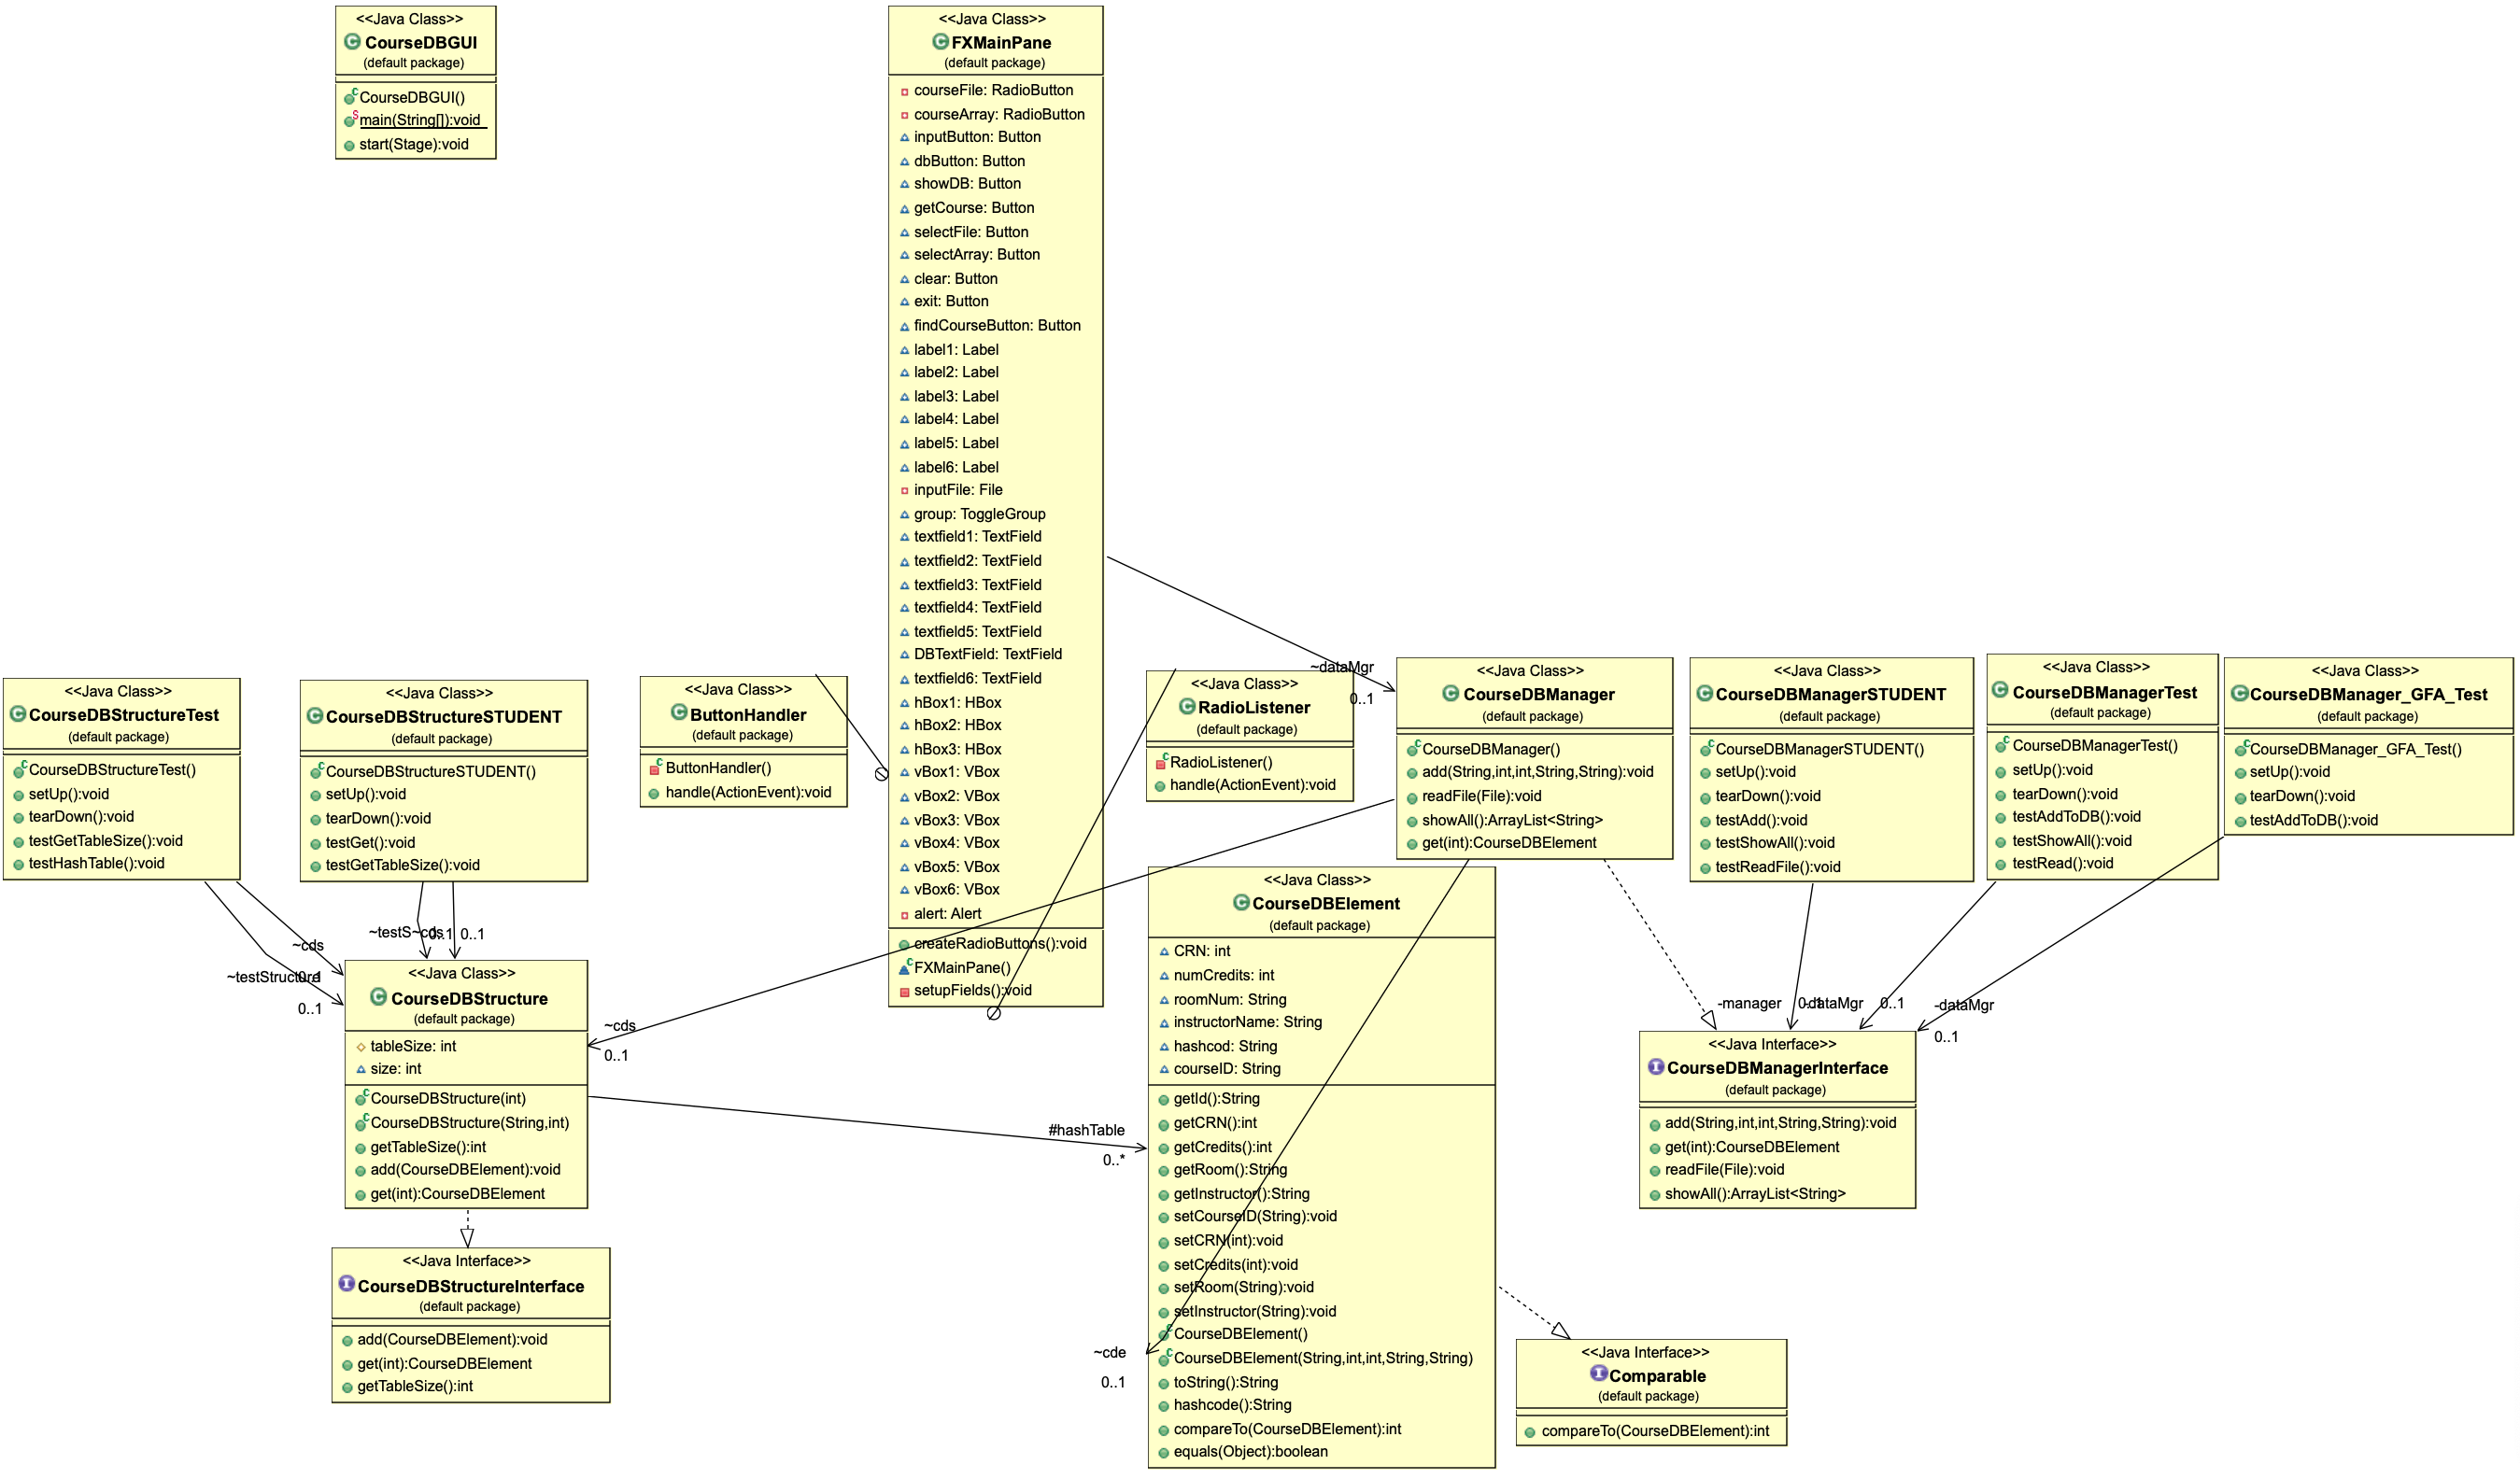 <<Java Class>>
CourseDBGUI
(default package)
CourseDBGUI()
main(String[]):void
start(Stage):void
<<Java Class>>
FXMainPane
(default package)
courseFile: RadioButton
courseArray: RadioButton
inputButton: Button
dbButton: Button
showDB: Button
getCourse: Button
selectFile: Button
selectArray: Button
clear: Button
exit: Button
findCourseButton: Button
label1: Label
label2: Label
label3: Label
label4: Label
label5: Label
label6: Label
inputFile: File
group: ToggleGroup
textfield1: TextField
textfield2: TextField
textfield3: TextField
textfield4: TextField
textfield5: TextField
DBTextField: TextField
textfield6: TextField
hBox1: HBox
hBox2: HBox
hBox3: HBox
vBox1: VBox
vBox2: VBox
vBox3: VBox
vBox4: VBox
vBox5: VBox
vBox6: VBox
alert: Alert
createRadioButtons():void
FXMainPane()
setupFields():void
<<Java Class>>
CourseDBStructureTest
(default package)
CourseDBStructureTest()
setUp():void
tearDown():void
testGetTableSize():void
testHashTable():void
<<Java Class>>
CourseDBStructureSTUDENT
(default package)
CourseDBStructureSTUDENT()
setUp():void
tearDown():void
testGet():void
testGetTableSize():void
<<Java Class>>
ButtonHandler
(default package)
ButtonHandler()
handle(ActionEvent):void
<<Java Class>>
RadioListener
(default package)
RadioListener()
handle(ActionEvent):void
~dataMgr
0..1
<<Java Class>>
CourseDBManager
(default package)
CourseDBManager()
add(String,int,int,String,String):void
readFile(File):void
showAll():ArrayList<String>
get(int):CourseDBElement
<<Java Class>>
CourseDBManagerSTUDENT
(default package)
CourseDBManagerSTUDENT()
setUp():void
tearDown():void
testAdd():void
testShowAll():void
testReadFile():void
<<Java Class>>
CourseDBManagerTest
(default package)
CourseDBManagerTest()
setUp():void
tearDown():void
testAddToDB():void
testShowAll():void
testRead():void
<<Java Class>>
CourseDBManager_GFA_Test
(default package)
CourseDBManager_GFA_Test()
setUp():void
tearDown():void
testAddToDB():void
~cds
0..1
~testStructure
0..1
~testS
~cds
0..1
0..1
<<Java Class>>
CourseDBStructure
(default package)
tableSize: int
size: int
CourseDBStructure(int)
CourseDBStructure(String,int)
getTableSize():int
add(CourseDBElement):void
get(int):CourseDBElement
~cds
0..1
#hashTable
0..*
<<Java Interface>>
CourseDBStructureInterface
(default package)
add(CourseDBElement):void
get(int):CourseDBElement
getTableSize():int
<<Java Class>>
CourseDBElement
(default package)
CRN: int
numCredits: int
roomNum: String
instructorName: String
hashcod: String
courseID: String
getId():String
getCRN():int
getCredits():int
getRoom():String
getInstructor():String
setCourseID(String):void
setCRN(int):void
setCredits(int):void
setRoom(String):void
setInstructor(String):void
CourseDBElement()
CourseDBElement(String,int,int,String,String)
toString():String
hashcode():String
compareTo(CourseDBElement):int
equals(Object):boolean
~cde
0..1
-manager
0..1
-dataMgr
0..1
-dataMgr
0..1
<<Java Interface>>
CourseDBManagerInterface
(default package)
add(String,int,int,String,String):void
get(int):CourseDBElement
readFile(File):void
showAll():ArrayList<String>
<<Java Interface>>
Comparable
(default package)
compareTo(CourseDBElement):int